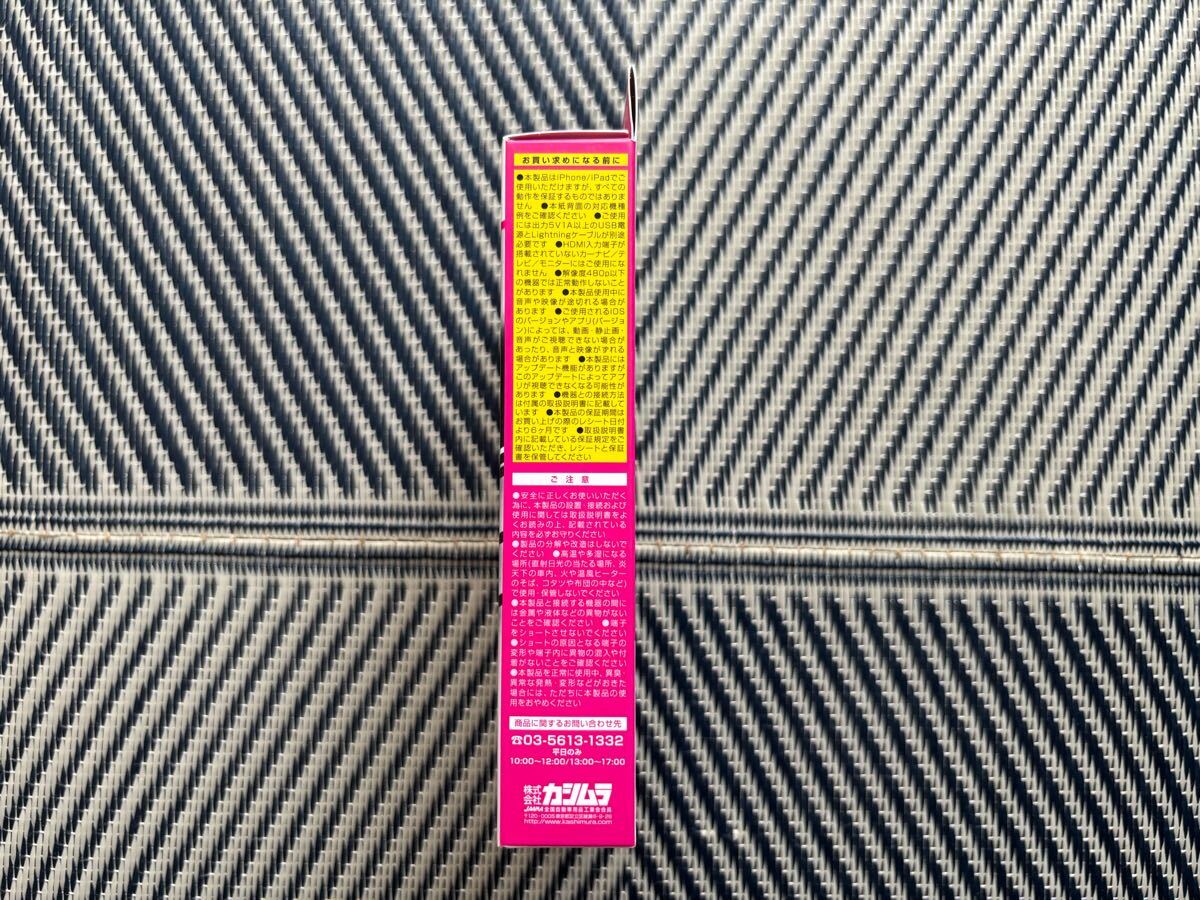 お買い求めになる前に
●本製品はiPhone/iPadでご
使用いただけますが、すべての
動作を保証するものではありま
せん ●本紙背面の対応機種
例をご確認ください ●ご使用
には出力5V1A以上のUSB電
源とLightningケーブルが別途
必要です ●HDMI入力端子が
搭載されていないカーナビ／テ
レビ／モニターにはご使用にな
れません ●解像度480p以下
の機器では正常動作しないこと
があります ●本製品使用中に
音声や映像が途切れる場合が
あります ●ご使用されるiOS
のバージョンやアプリ(バージョ
ン)によっては、動画・静止画・
音声がご視聴できない場合が
あったり、音声と映像がずれる
場合があります ●本製品には
アップデート機能がありますが
このアップデートによってアプ
リが視聴できなくなる可能性が
あります ●機器との接続方法
は付属の取扱説明書に記載して
います ●本製品の保証期間は
お買い上げの際のレシート日付
より6ヶ月です ●取扱説明書
内に記載している保証規定をご
確認いただき、レシートと保証
書を保管してください
ご注意
●安全に正しくお使いいただく
為に、本製品の設置・接続および
使用に関しては取扱説明書をよ
くお読みの上、記載されている
内容を必ずお守りください
●製品の分解や改造はしないで
ください ●高温や多湿になる
場所(直射日光の当たる場所、炎
天下の車内、火や温風ヒーター
のそば、コタツや布団の中など)
で使用・保管しないでください
●本製品と接続する機器の間に
は金属や液体などの異物がない
ことをご確認ください ●端子
をショートさせないでください
●ショートの原因となる端子の
変形や端子内に異物の混入や付
着がないことをご確認ください
●本製品を正常に使用中、異臭・
異常な発熱・変形などがおきた
場合には、ただちに本製品の使
用をおやめください
商品に関するお問い合わせ先
☎03-5613-1332
平日のみ
10:00〜12:00/13:00〜17:00
株式会社カシムラ
JAAMA 全国自動車用品工業会会員
〒120-0005東京都足立区綾瀬6-9-26
http://www.kashimura.com